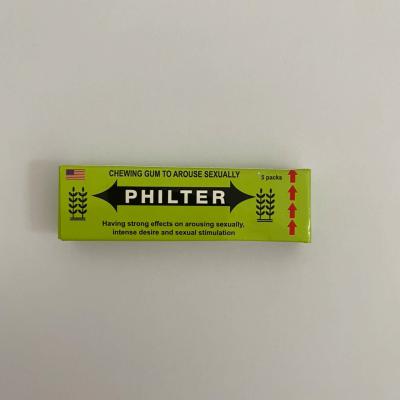 CHEWING GUM TO AROUSE SEXUALLY
5 packs
PHILTER
Having strong effects on arousing sexually,
intense desire and sexual stimulation